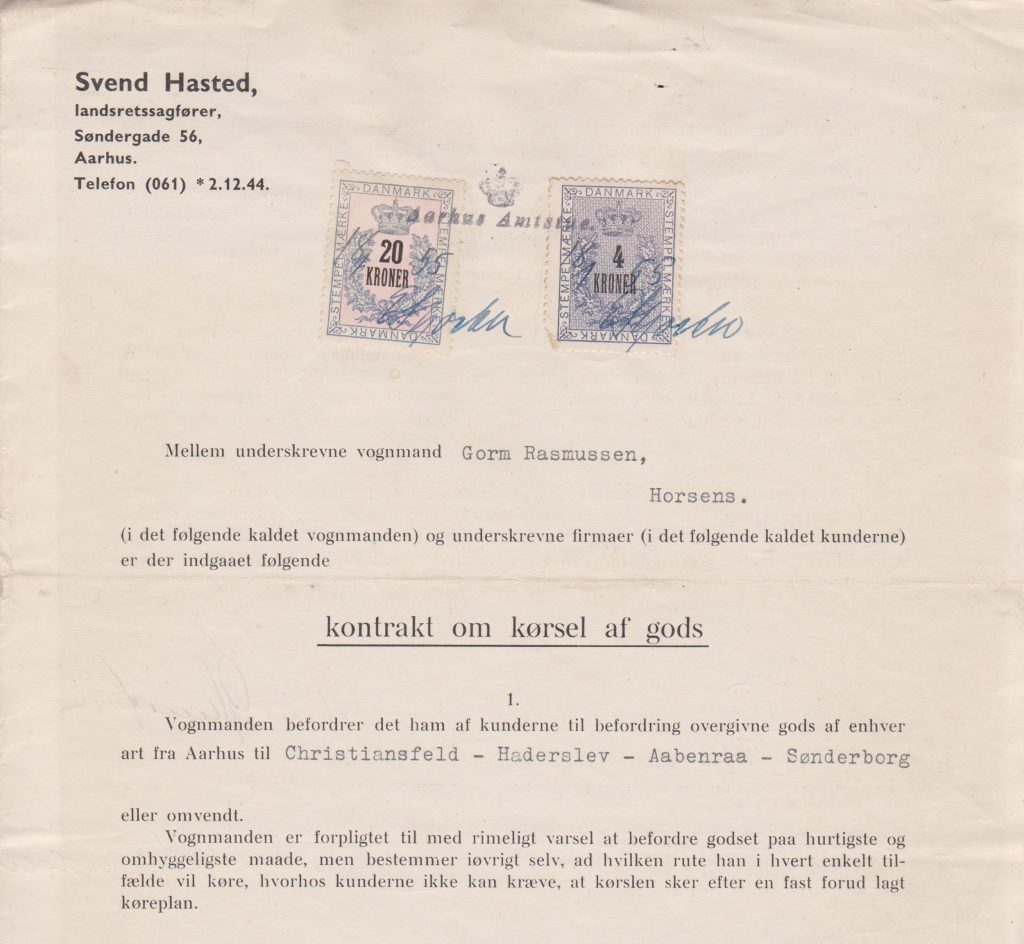 Svend Hasted,
landsretssagfører,
Søndergade 56,
Aarhus.
Telefon (061) *2.12.44.
Aarhus Amtstue.
DANMARK
STEMPELMÆRKE
20
KRONER
STEMPELMÆRKE
DANMARK
DANMARK
STEMPELMÆRKE
4
KRONER
STEMPELMÆRKE
DANMARK
Mellem underskrevne vognmand Gorm Rasmussen,
Horsens.
(i det følgende kaldet vognmanden) og underskrevne firmaer (i det følgende kaldet kunderne)
er der indgaaet følgende
kontrakt om kørsel af gods
1.
Vognmanden befordrer det ham af kunderne til befordring overgivne gods af enhver
art fra Aarhus til Christiansfeld - Haderslev - Aabenraa - Sønderborg
eller omvendt.
Vognmanden er forpligtet til med rimeligt varsel at befordre godset paa hurtigste og
omhyggeligste maade, men bestemmer iøvrigt selv, ad hvilken rute han i hvert enkelt til-
fælde vil køre, hvorhos kunderne ikke kan kræve, at kørslen sker efter en fast forud lagt
køreplan.